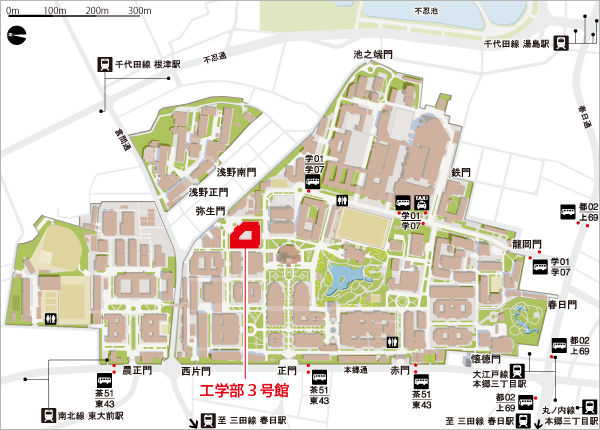 0m 100m 200m 300m
不忍池
千代田線 湯島駅
池之端門
不忍通
千代田線 根津駅
春日通
言問通
浅野南門
学01
学07
鉄門
浅野正門
TAXI
弥生門
学01
学07
都02
上69
龍岡門
学01
学07
春日門
都02
上69
農正門
西片門
正門
本郷通
赤門
懐徳門
大江戸線
本郷三丁目駅
工学部3号館
茶51
東43
茶51
東43
茶51
東43
都02
上69
丸ノ内線
本郷三丁目駅
南北線 東大前駅
至 三田線 春日駅
至 三田線 春日駅